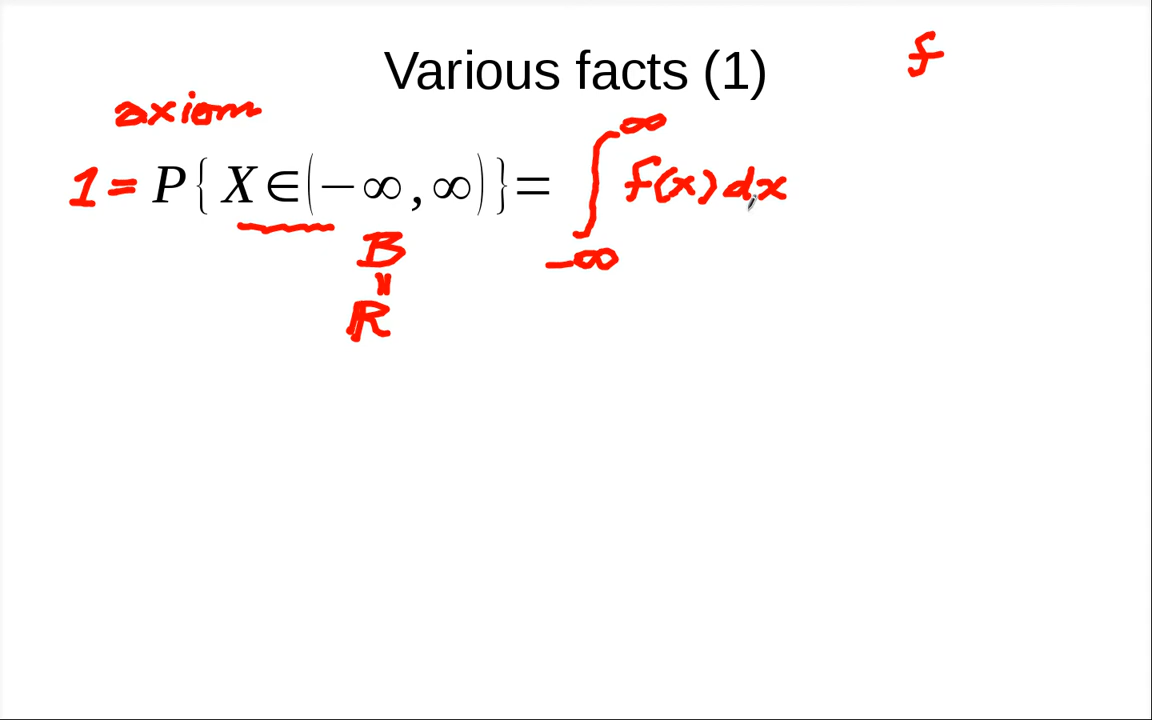 Various facts (1)
f
axiom
1 = P{ X ∈ (−∞ , ∞) } = ∫_{-∞}^{∞} f(x) dx
B
=
R